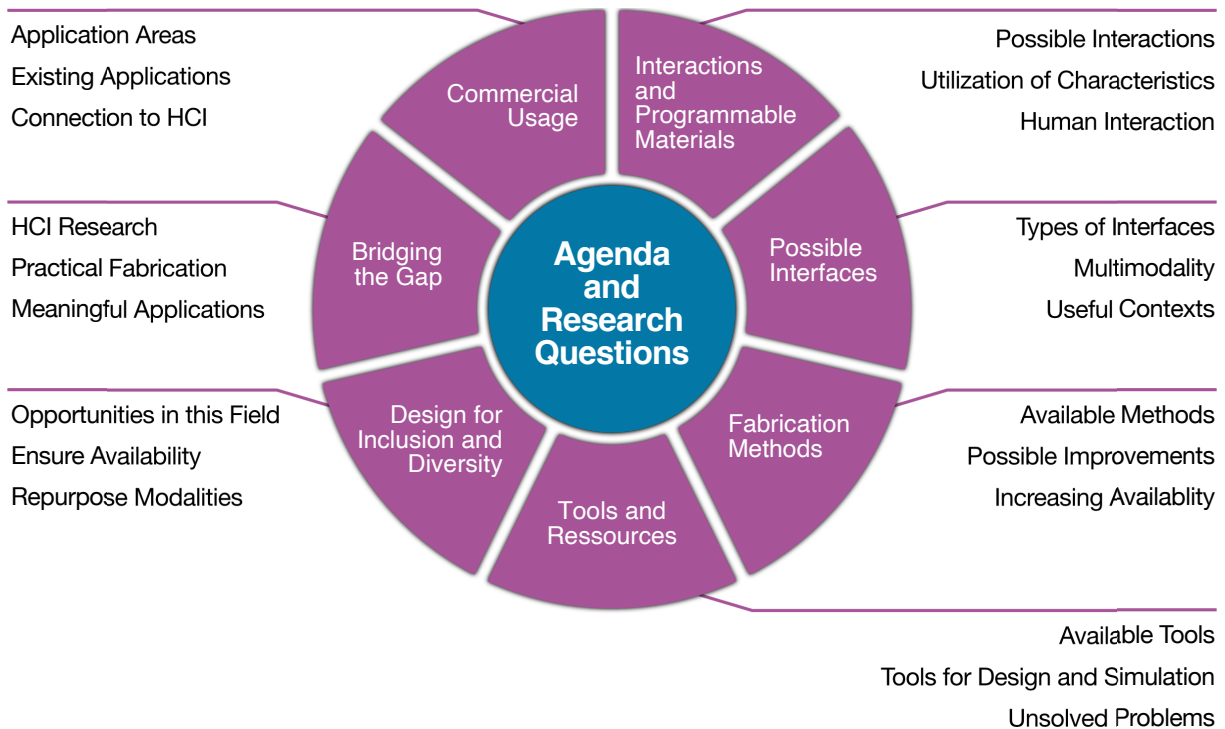 Agenda
and
Research
Questions
Interactions
and
Programmable
Materials
Possible Interactions
Utilization of Characteristics
Human Interaction
Possible
Interfaces
Types of Interfaces
Multimodality
Useful Contexts
Fabrication
Methods
Available Methods
Possible Improvements
Increasing Availablity
Tools and
Ressources
Available Tools
Tools for Design and Simulation
Unsolved Problems
Design for
Inclusion and
Diversity
Opportunities in this Field
Ensure Availability
Repurpose Modalities
Bridging
the Gap
HCI Research
Practical Fabrication
Meaningful Applications
Commercial
Usage
Application Areas
Existing Applications
Connection to HCI